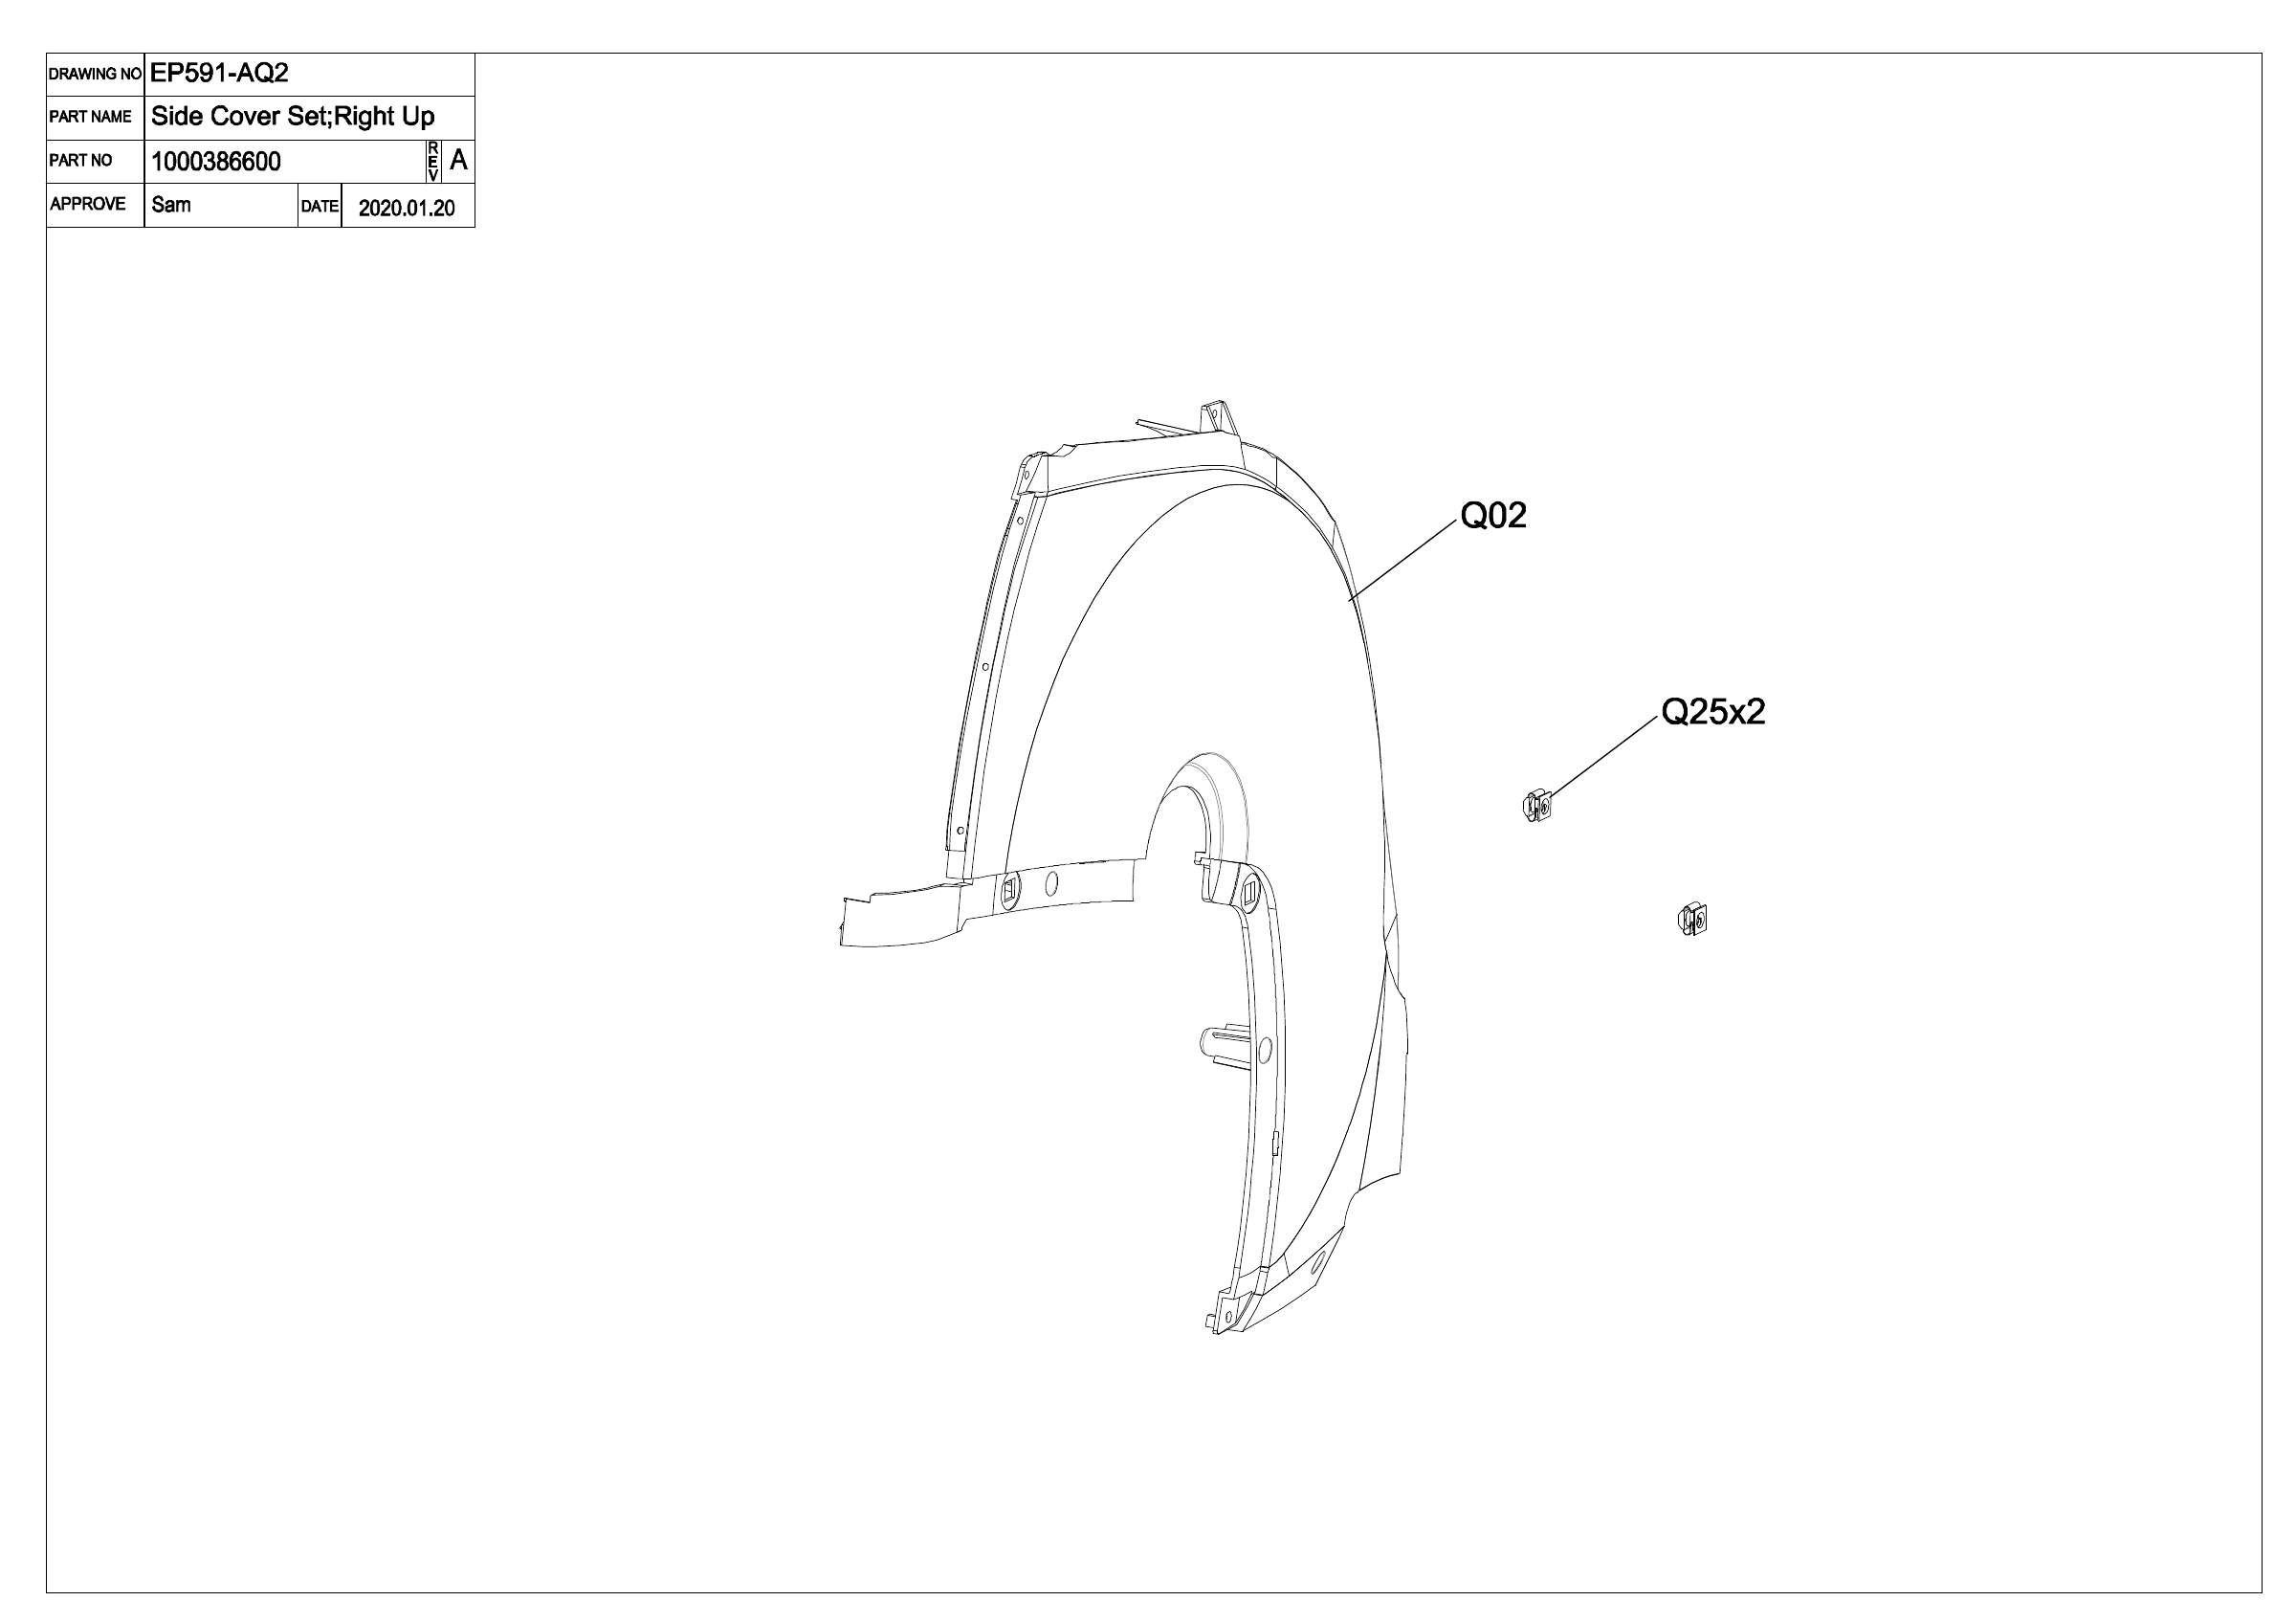 DRAWING NO EP591-AQ2
PART NAME Side Cover Set;Right Up
PART NO 1000386600 REV A
APPROVE Sam DATE 2020.01.20
Q02
Q25x2